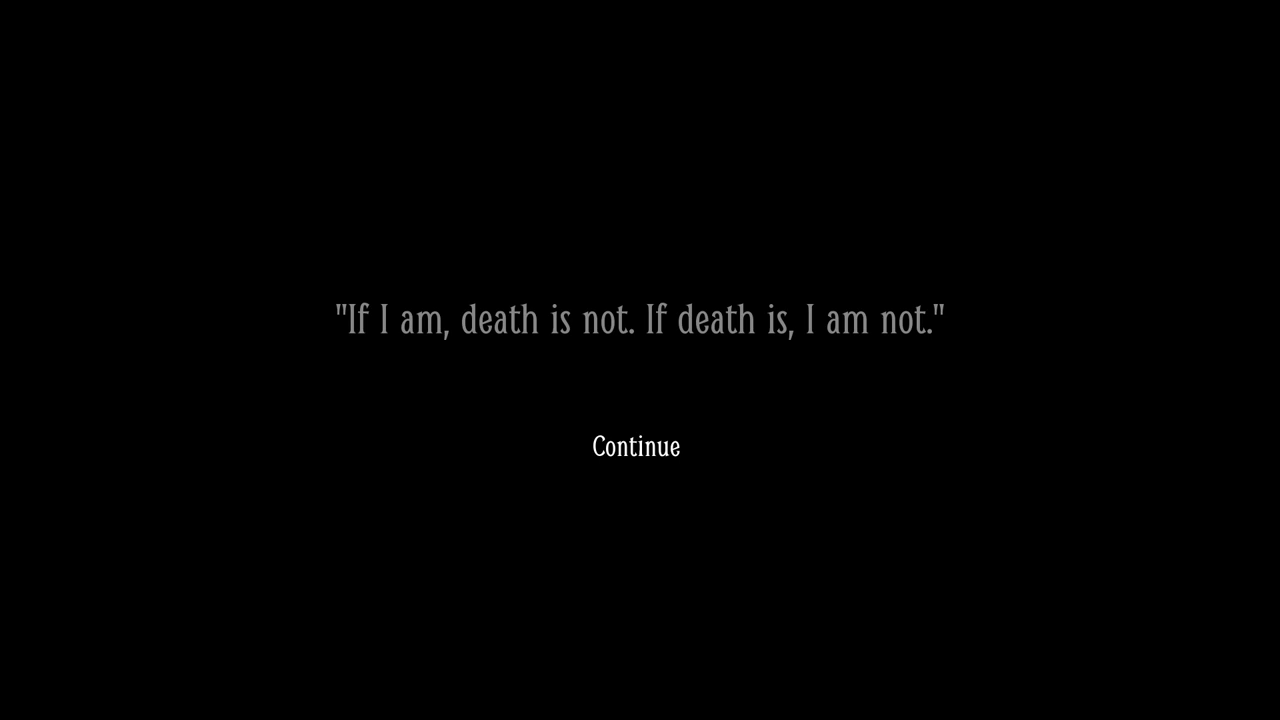 "If I am, death is not. If death is, I am not."
Continue